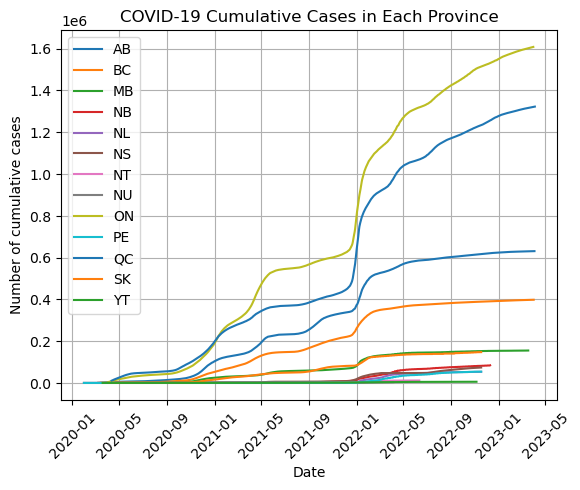 COVID-19 Cumulative Cases in Each Province
1e6
AB
BC
MB
NB
NL
NS
NT
NU
ON
PE
QC
SK
YT
1.6
1.4
1.2
1.0
0.8
0.6
0.4
0.2
0.0
Number of cumulative cases
2020-01
2020-05
2020-09
2021-01
2021-05
2021-09
2022-01
2022-05
2022-09
2023-01
2023-05
Date